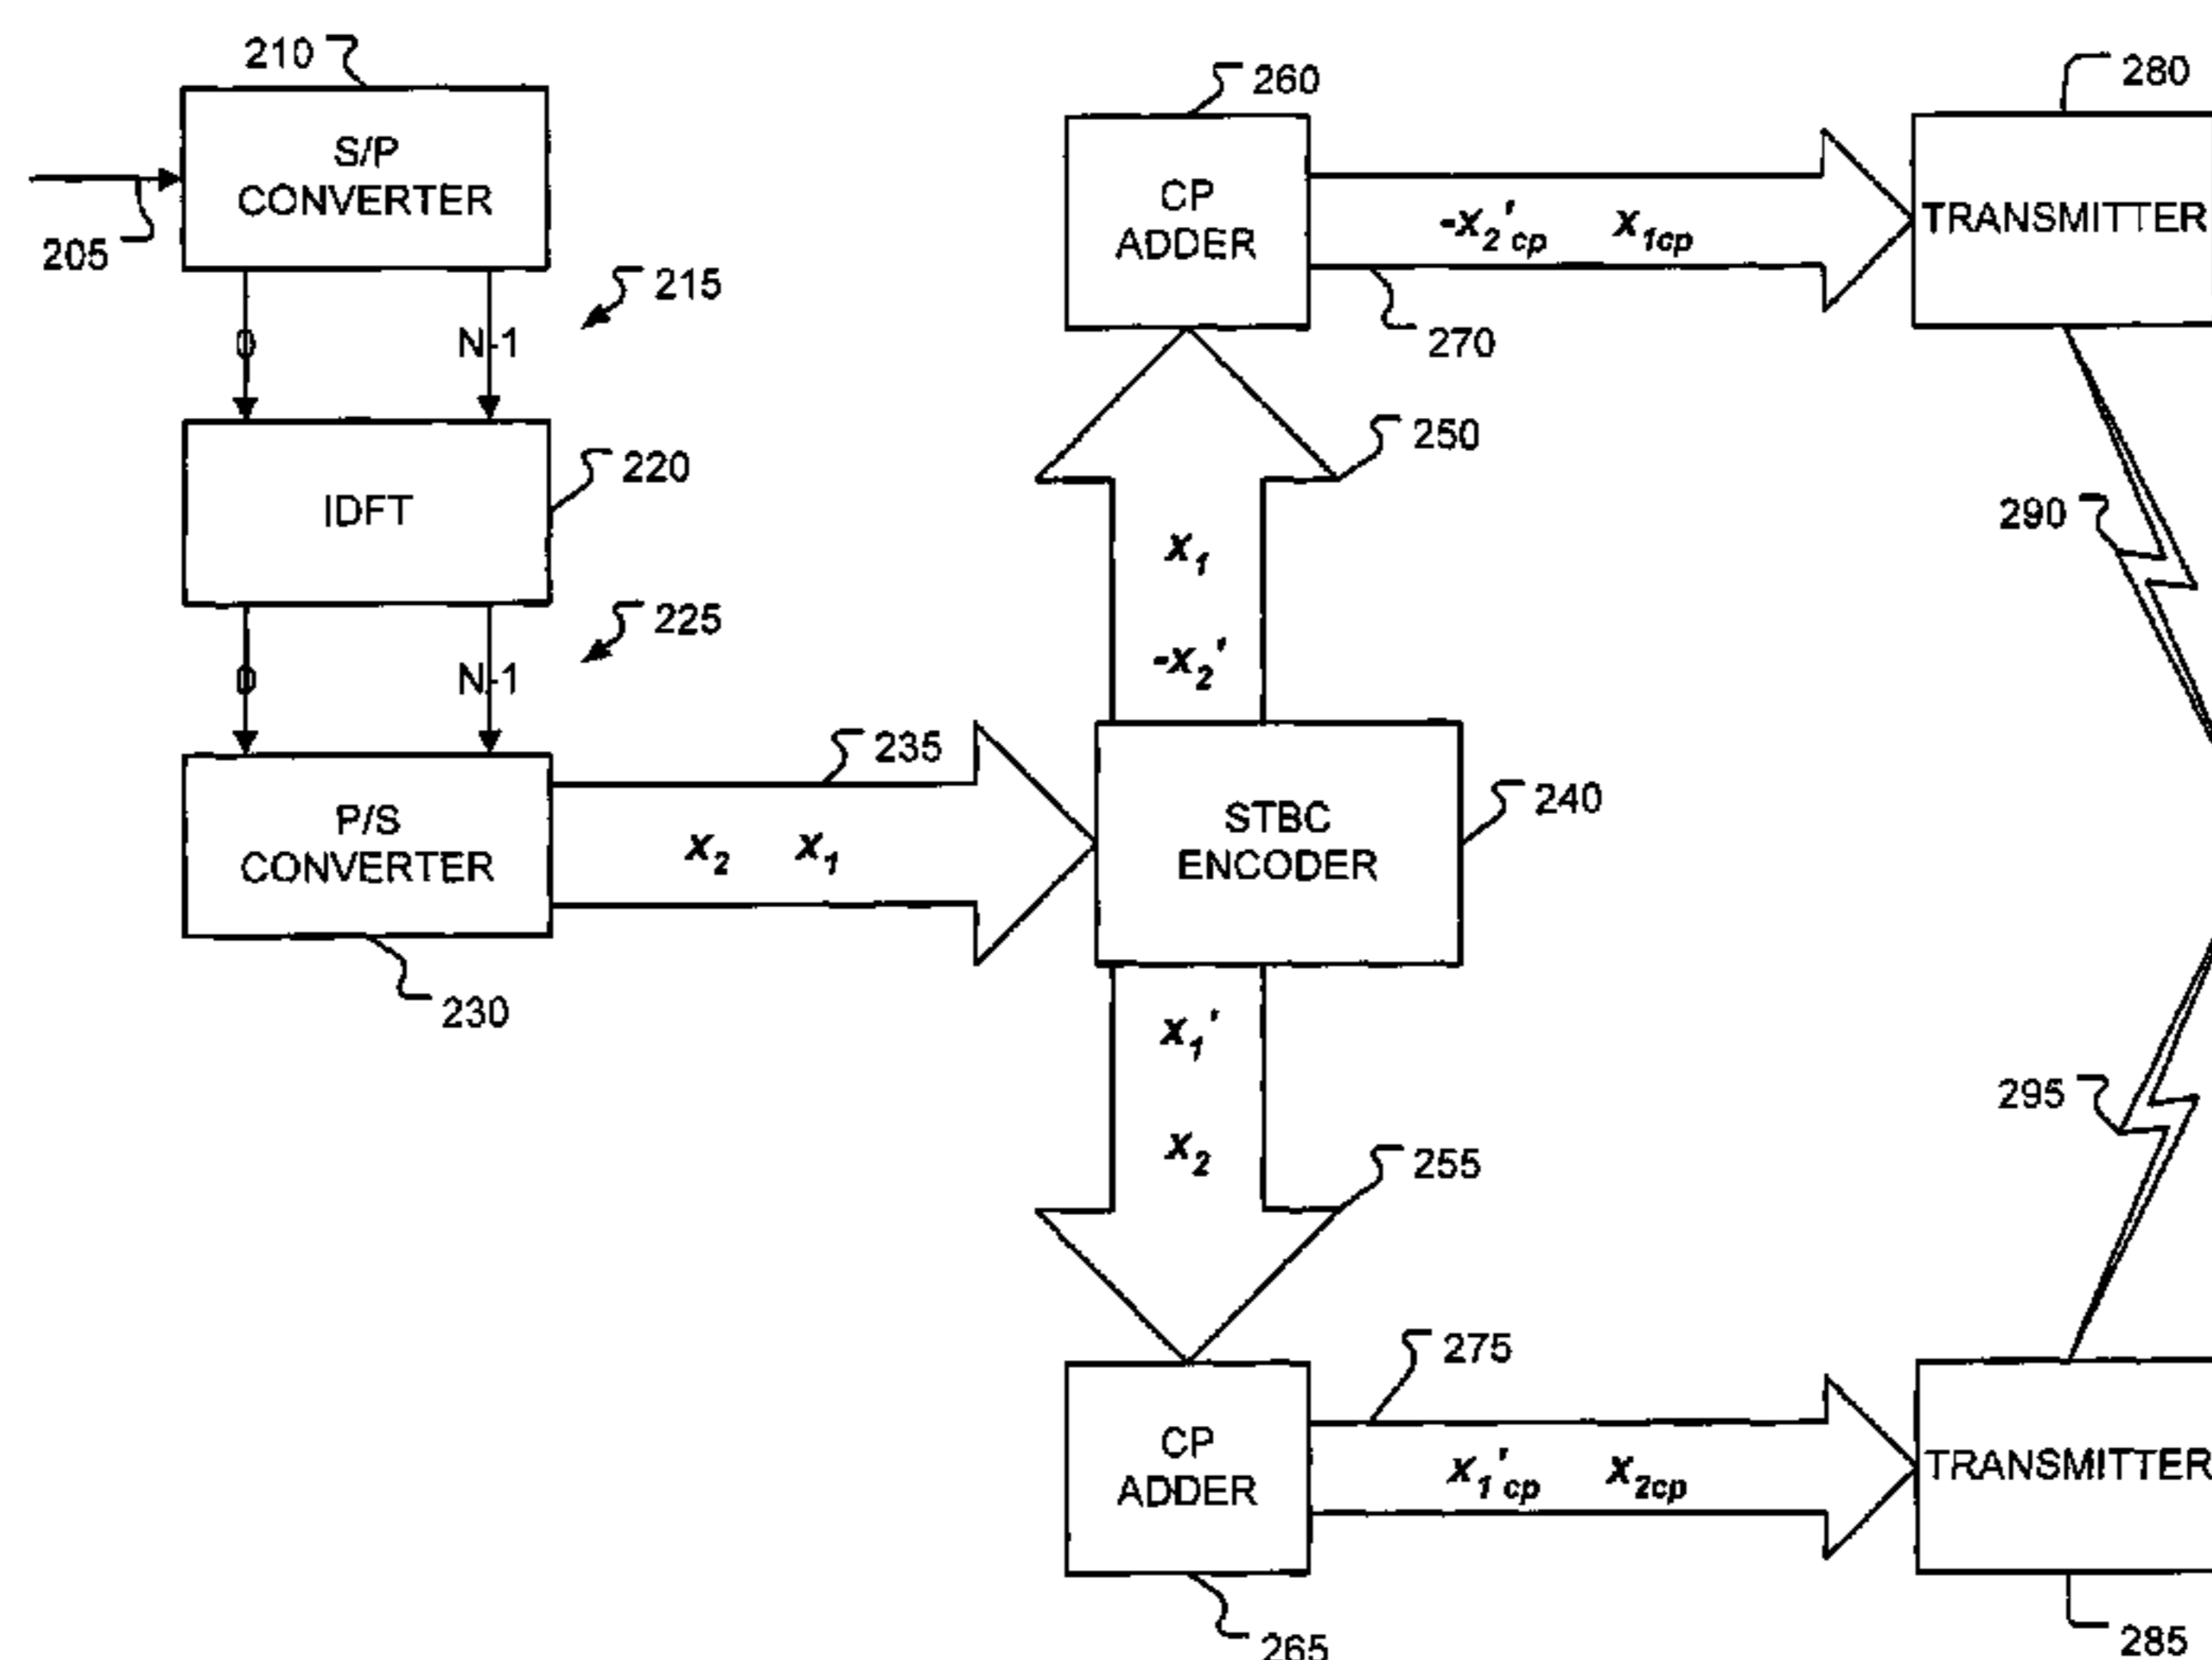 210
S/P
CONVERTER
205
215
0 N-1
IDFT
220
225
0 N-1
P/S
CONVERTER
230
235
x2 x1
STBC
ENCODER
240
x1
-x2'
250
CP
ADDER
260
-x2'cp x1cp
270
TRANSMITTER
280
290
x1'
x2
255
CP
ADDER
265
275
x1'cp x2cp
TRANSMITTER
285
295